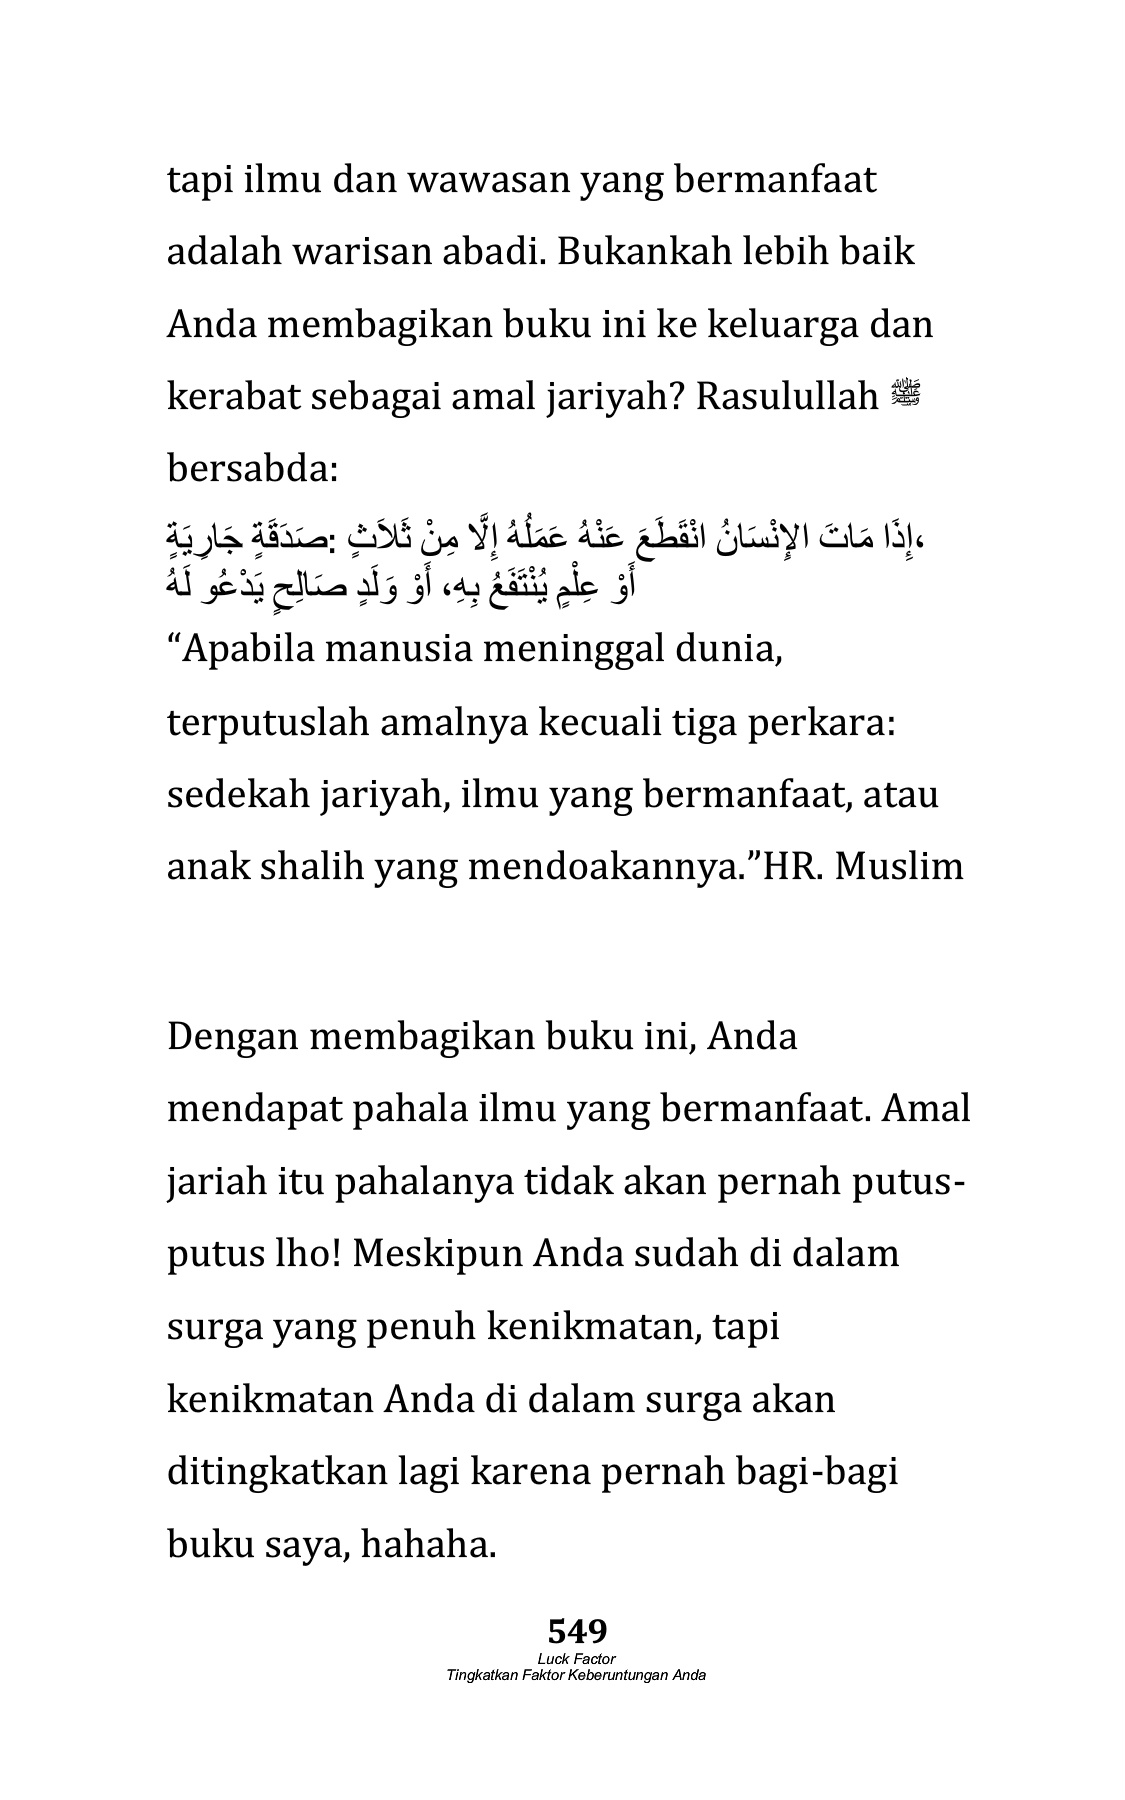 tapi ilmu dan wawasan yang bermanfaat
adalah warisan abadi. Bukankah lebih baik
Anda membagikan buku ini ke keluarga dan
kerabat sebagai amal jariyah? Rasulullah ﷺ
bersabda:
إِذَا مَاتَ الإِنْسَانُ انْقَطَعَ عَنْهُ عَمَلُهُ إِلَّا مِنْ ثَلَاثٍ: صَدَقَةٍ جَارِيَةٍ،
أَوْ عِلْمٍ يُنْتَفَعُ بِهِ، أَوْ وَلَدٍ صَالِحٍ يَدْعُو لَهُ
“Apabila manusia meninggal dunia,
terputuslah amalnya kecuali tiga perkara:
sedekah jariyah, ilmu yang bermanfaat, atau
anak shalih yang mendoakannya.”HR. Muslim
Dengan membagikan buku ini, Anda
mendapat pahala ilmu yang bermanfaat. Amal
jariah itu pahalanya tidak akan pernah putus-
putus lho! Meskipun Anda sudah di dalam
surga yang penuh kenikmatan, tapi
kenikmatan Anda di dalam surga akan
ditingkatkan lagi karena pernah bagi-bagi
buku saya, hahaha.
549
Luck Factor
Tingkatkan Faktor Keberuntungan Anda